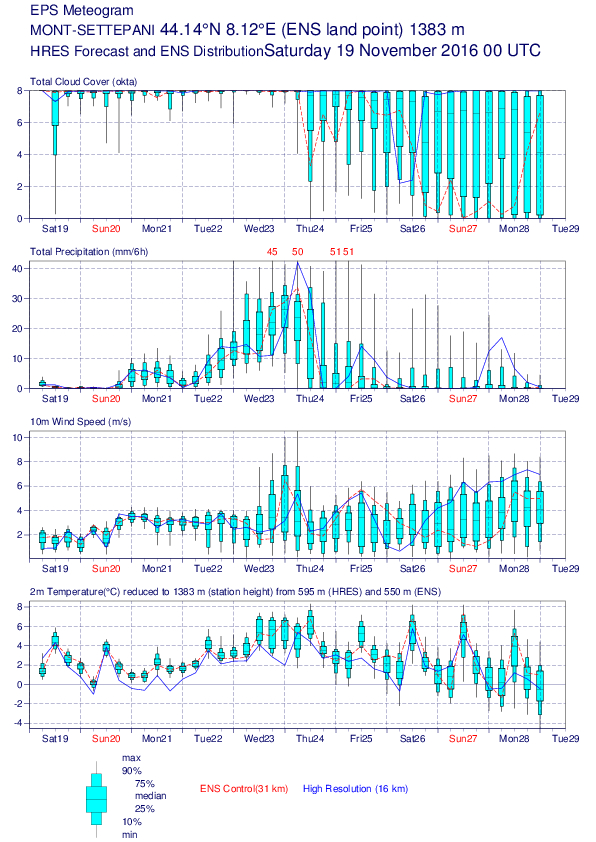 EPS Meteogram
MONT-SETTEPANI 44.14°N 8.12°E (ENS land point) 1383 m
HRES Forecast and ENS Distribution Saturday 19 November 2016 00 UTC
Total Cloud Cover (okta)
8
6
4
2
0
Sat19 Sun20 Mon21 Tue22 Wed23 Thu24 Fri25 Sat26 Sun27 Mon28 Tue29
Total Precipitation (mm/6h) 45 50 51 51
40
30
20
10
0
Sat19 Sun20 Mon21 Tue22 Wed23 Thu24 Fri25 Sat26 Sun27 Mon28 Tue29
10m Wind Speed (m/s)
10
8
6
4
2
Sat19 Sun20 Mon21 Tue22 Wed23 Thu24 Fri25 Sat26 Sun27 Mon28 Tue29
2m Temperature(°C) reduced to 1383 m (station height) from 595 m (HRES) and 550 m (ENS)
8
6
4
2
0
-2
-4
Sat19 Sun20 Mon21 Tue22 Wed23 Thu24 Fri25 Sat26 Sun27 Mon28 Tue29
max
90%
75%
median
25%
10%
min
ENS Control(31 km) High Resolution (16 km)